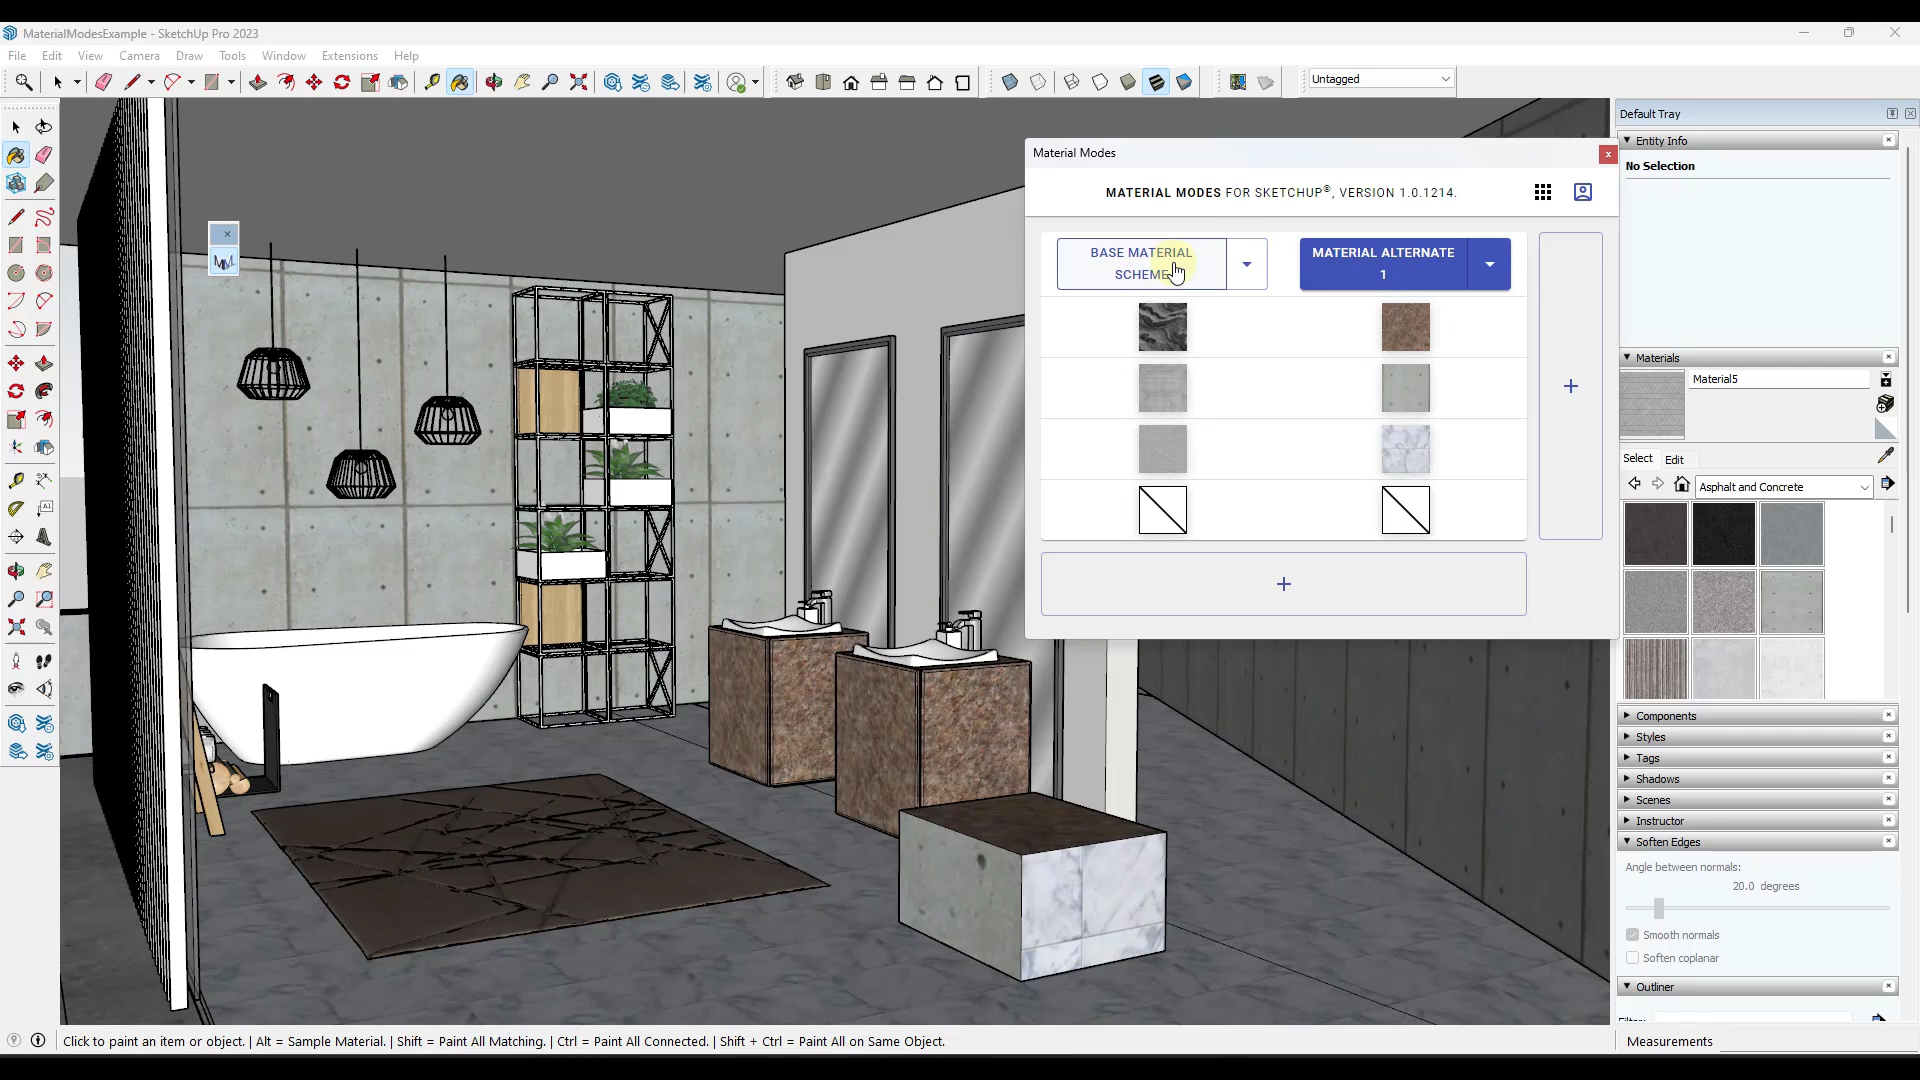 MaterialModesExample - SketchUp Pro 2023
File Edit View Camera Draw Tools Window Extensions Help
Untagged
Default Tray
Entity Info
No Selection
Material Modes
MATERIAL MODES FOR SKETCHUP®, VERSION 1.0.1214.
BASE MATERIAL
SCHEME
MATERIAL ALTERNATE
1
Materials
Material5
Select Edit
Asphalt and Concrete
Components
Styles
Tags
Shadows
Scenes
Instructor
Soften Edges
Angle between normals:
20.0 degrees
Smooth normals
Soften coplanar
Outliner
Click to paint an item or object. | Alt = Sample Material. | Shift = Paint All Matching. | Ctrl = Paint All Connected. | Shift + Ctrl = Paint All on Same Object.
Measurements